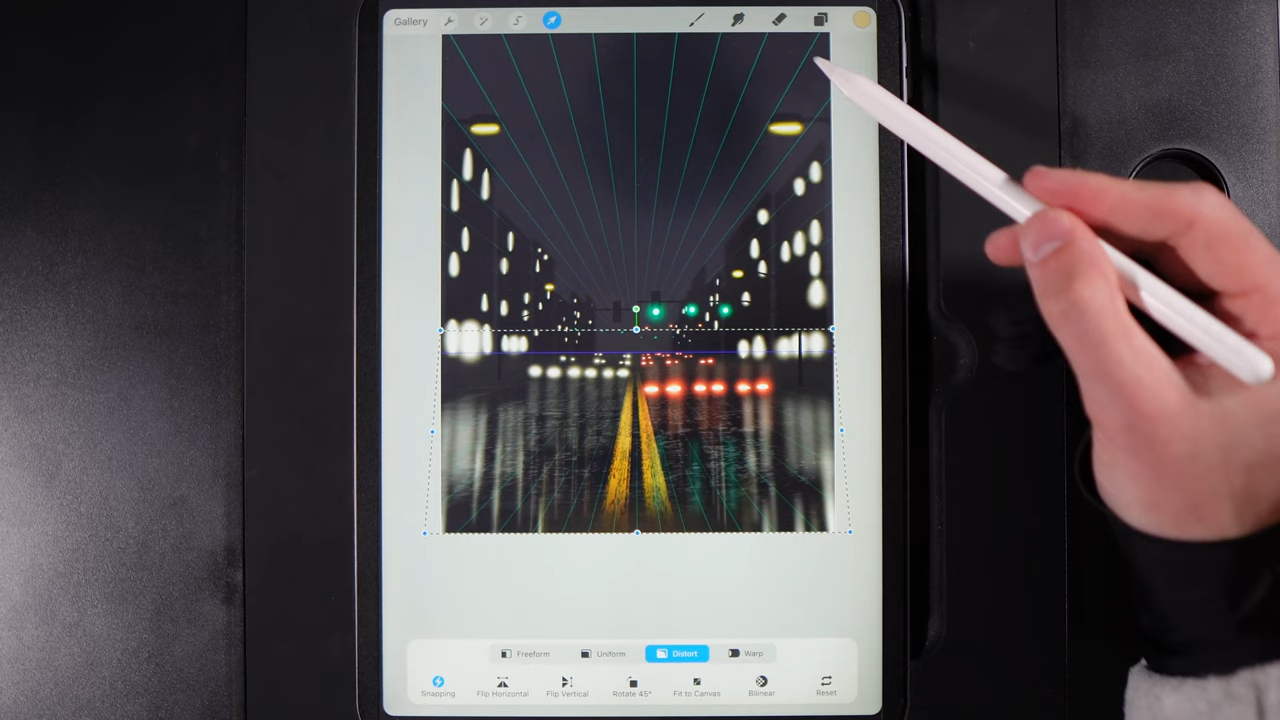 Gallery
Freeform Uniform Distort Warp
Snapping Flip Horizontal Flip Vertical Rotate 45° Fit to Canvas Bilinear Reset